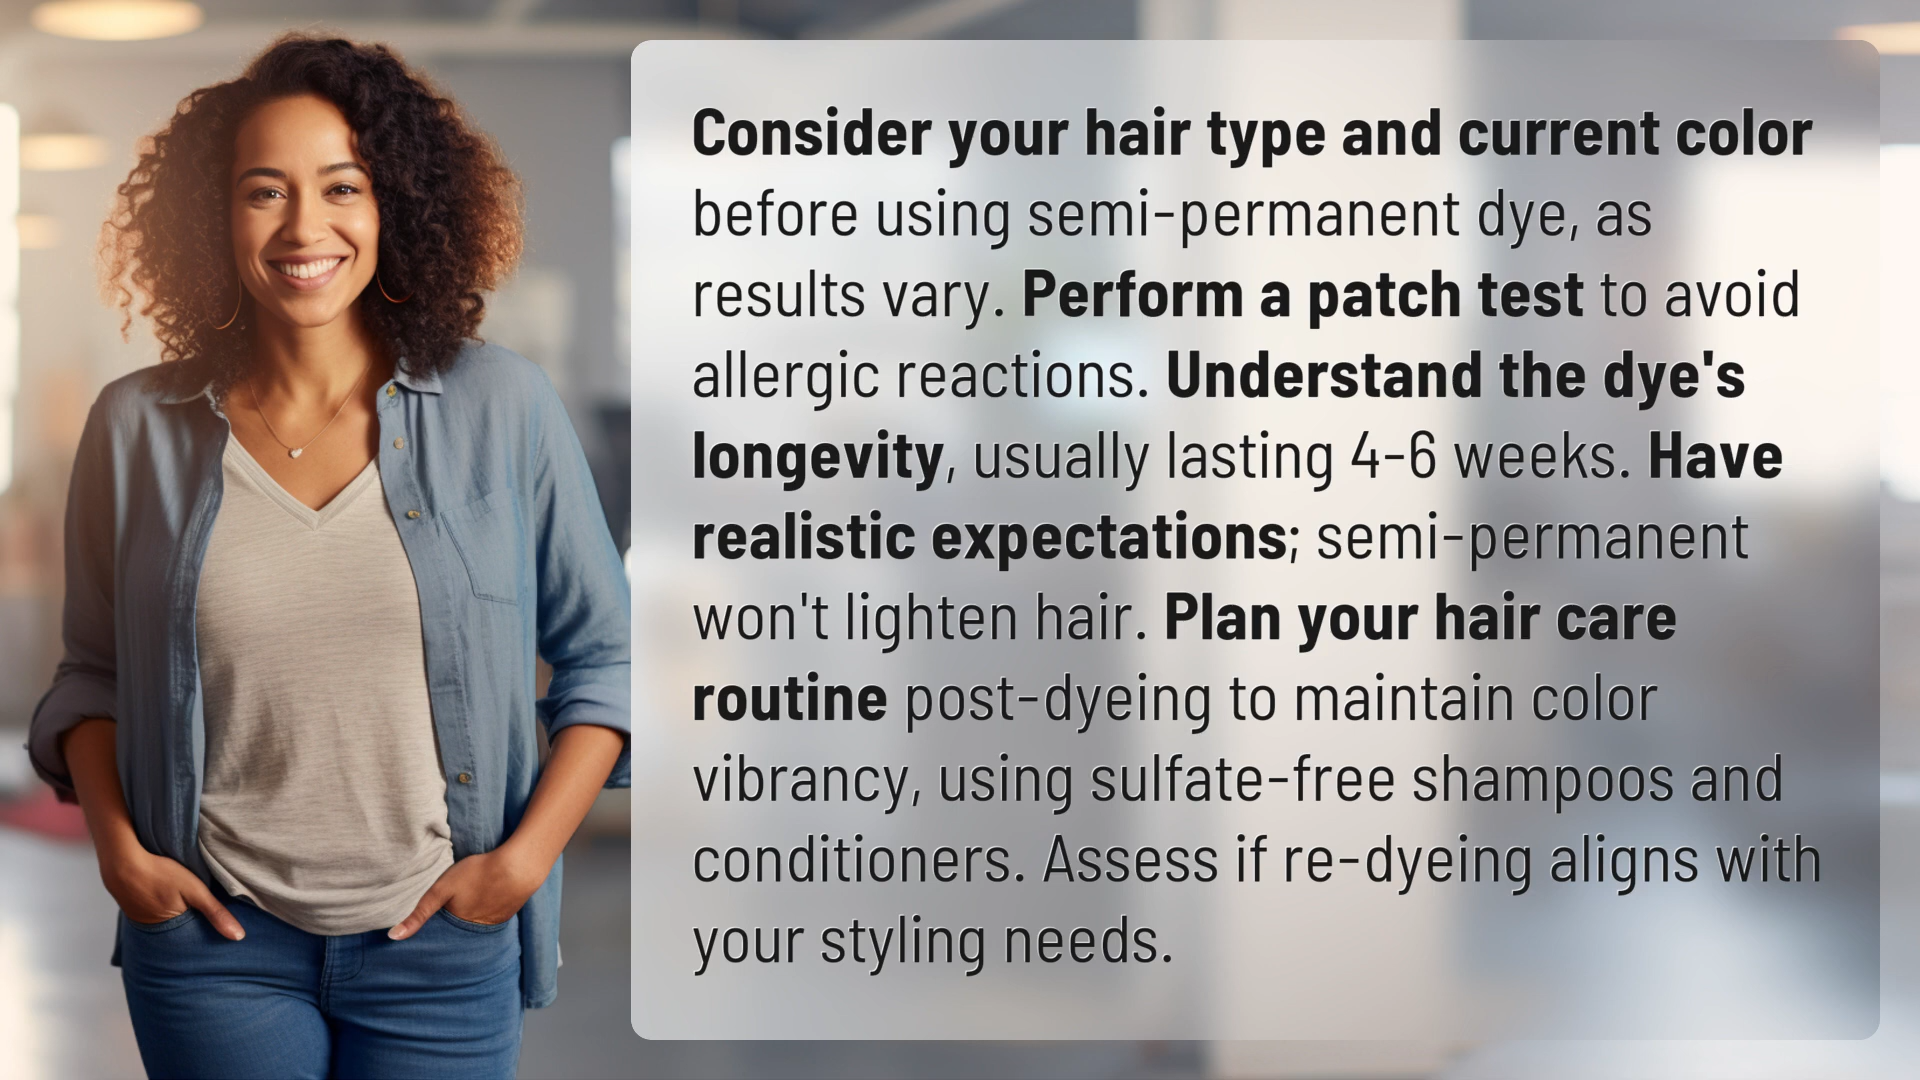 Consider your hair type and current color
before using semi-permanent dye, as
results vary. Perform a patch test to avoid
allergic reactions. Understand the dye's
longevity, usually lasting 4-6 weeks. Have
realistic expectations; semi-permanent
won't lighten hair. Plan your hair care
routine post-dyeing to maintain color
vibrancy, using sulfate-free shampoos and
conditioners. Assess if re-dyeing aligns with
your styling needs.